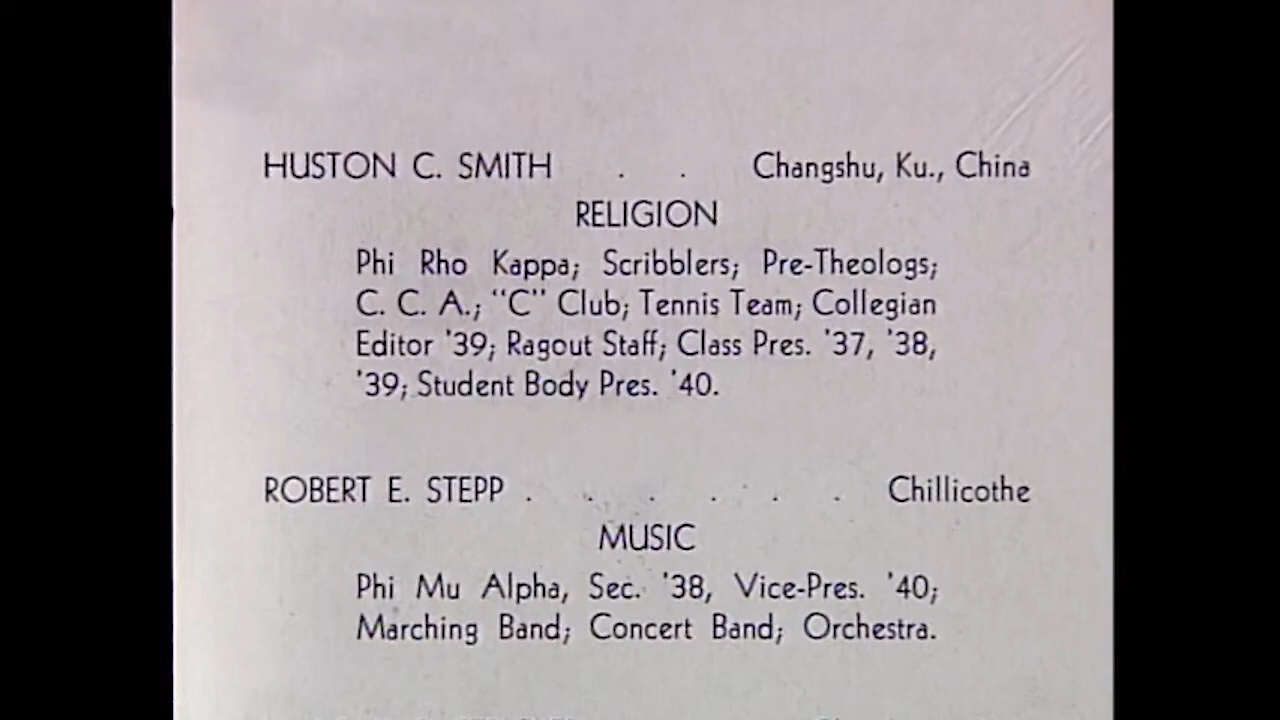 HUSTON C. SMITH . . Changshu, Ku., China
RELIGION
Phi Rho Kappa; Scribblers; Pre-Theologs;
C. C. A.; "C" Club; Tennis Team; Collegian
Editor '39; Ragout Staff; Class Pres. '37, '38,
'39; Student Body Pres. '40.
ROBERT E. STEPP . . . . . . Chillicothe
MUSIC
Phi Mu Alpha, Sec. '38, Vice-Pres. '40;
Marching Band; Concert Band; Orchestra.